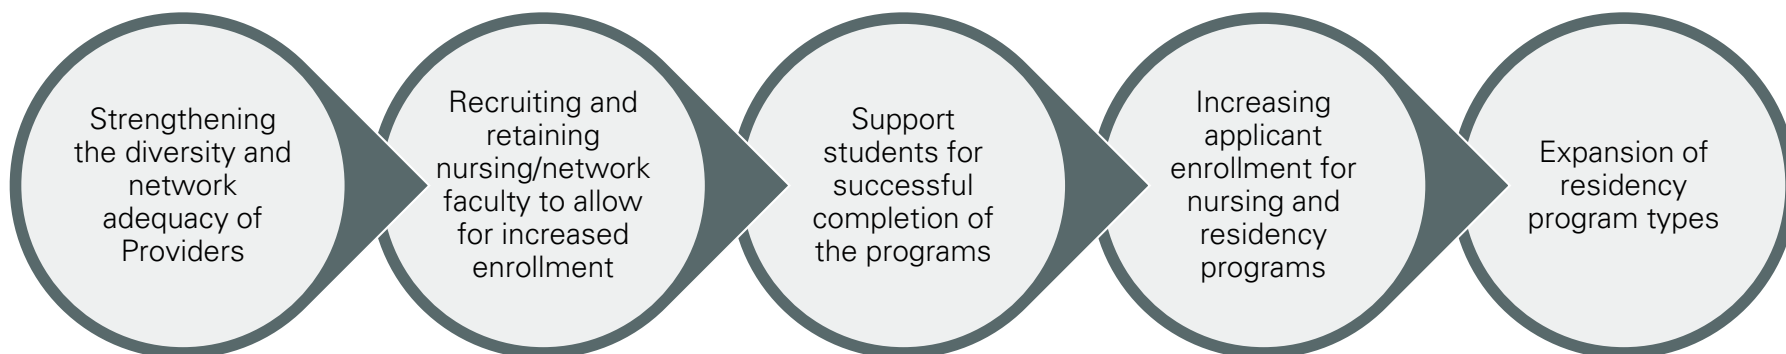 Strengthening
the diversity and
network
adequacy of
Providers
Recruiting and
retaining
nursing/network
faculty to allow
for increased
enrollment
Support
students for
successful
completion of
the programs
Increasing
applicant
enrollment for
nursing and
residency
programs
Expansion of
residency
program types